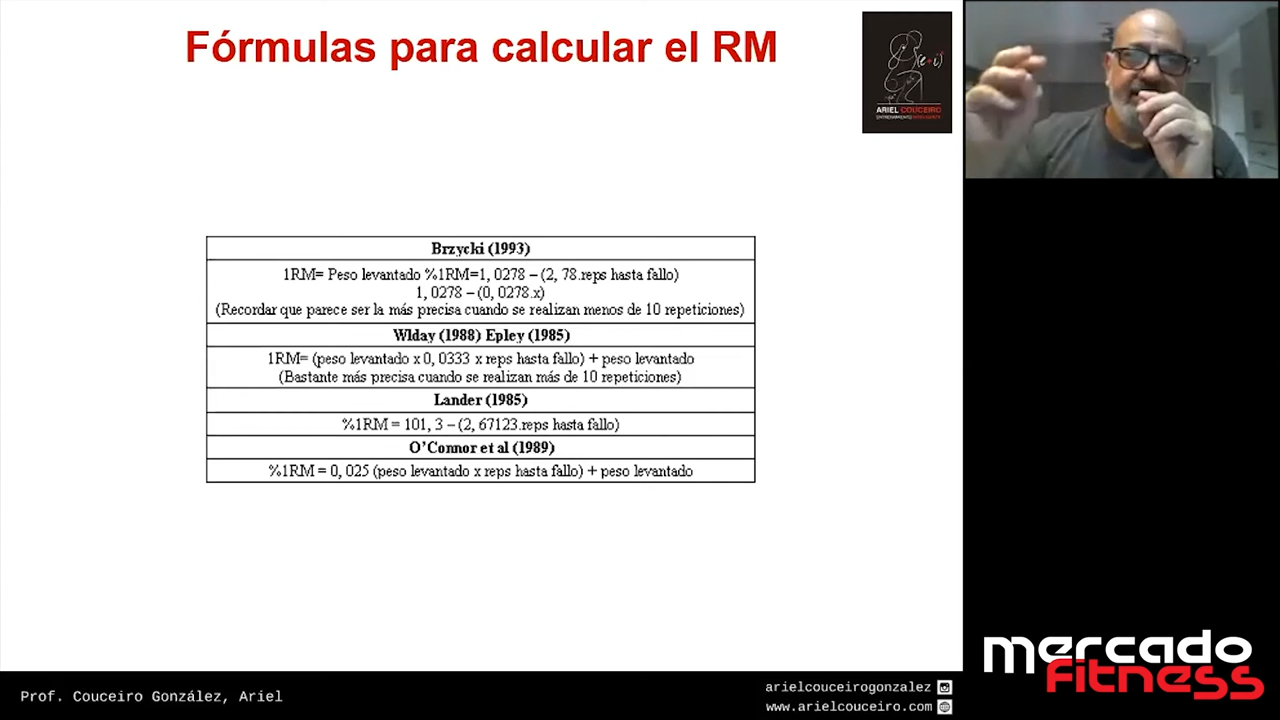 Fórmulas para calcular el RM
(e+i)
ARIEL COUCEIRO
Brzycki (1993)
1RM= Peso levantado %1RM=1, 0278 – (2, 78.reps hasta fallo)
1, 0278 – (0, 0278.x)
(Recordar que parece ser la más precisa cuando se realizan menos de 10 repeticiones)
Wlday (1988) Epley (1985)
1RM= (peso levantado x 0, 0333 x reps hasta fallo) + peso levantado
(Bastante más precisa cuando se realizan más de 10 repeticiones)
Lander (1985)
%1RM = 101, 3 – (2, 67123.reps hasta fallo)
O'Connor et al (1989)
%1RM = 0, 025 (peso levantado x reps hasta fallo) + peso levantado
mercado
fitness
Prof. Couceiro González, Ariel
arielcouceirogonzalez
www.arielcouceiro.com